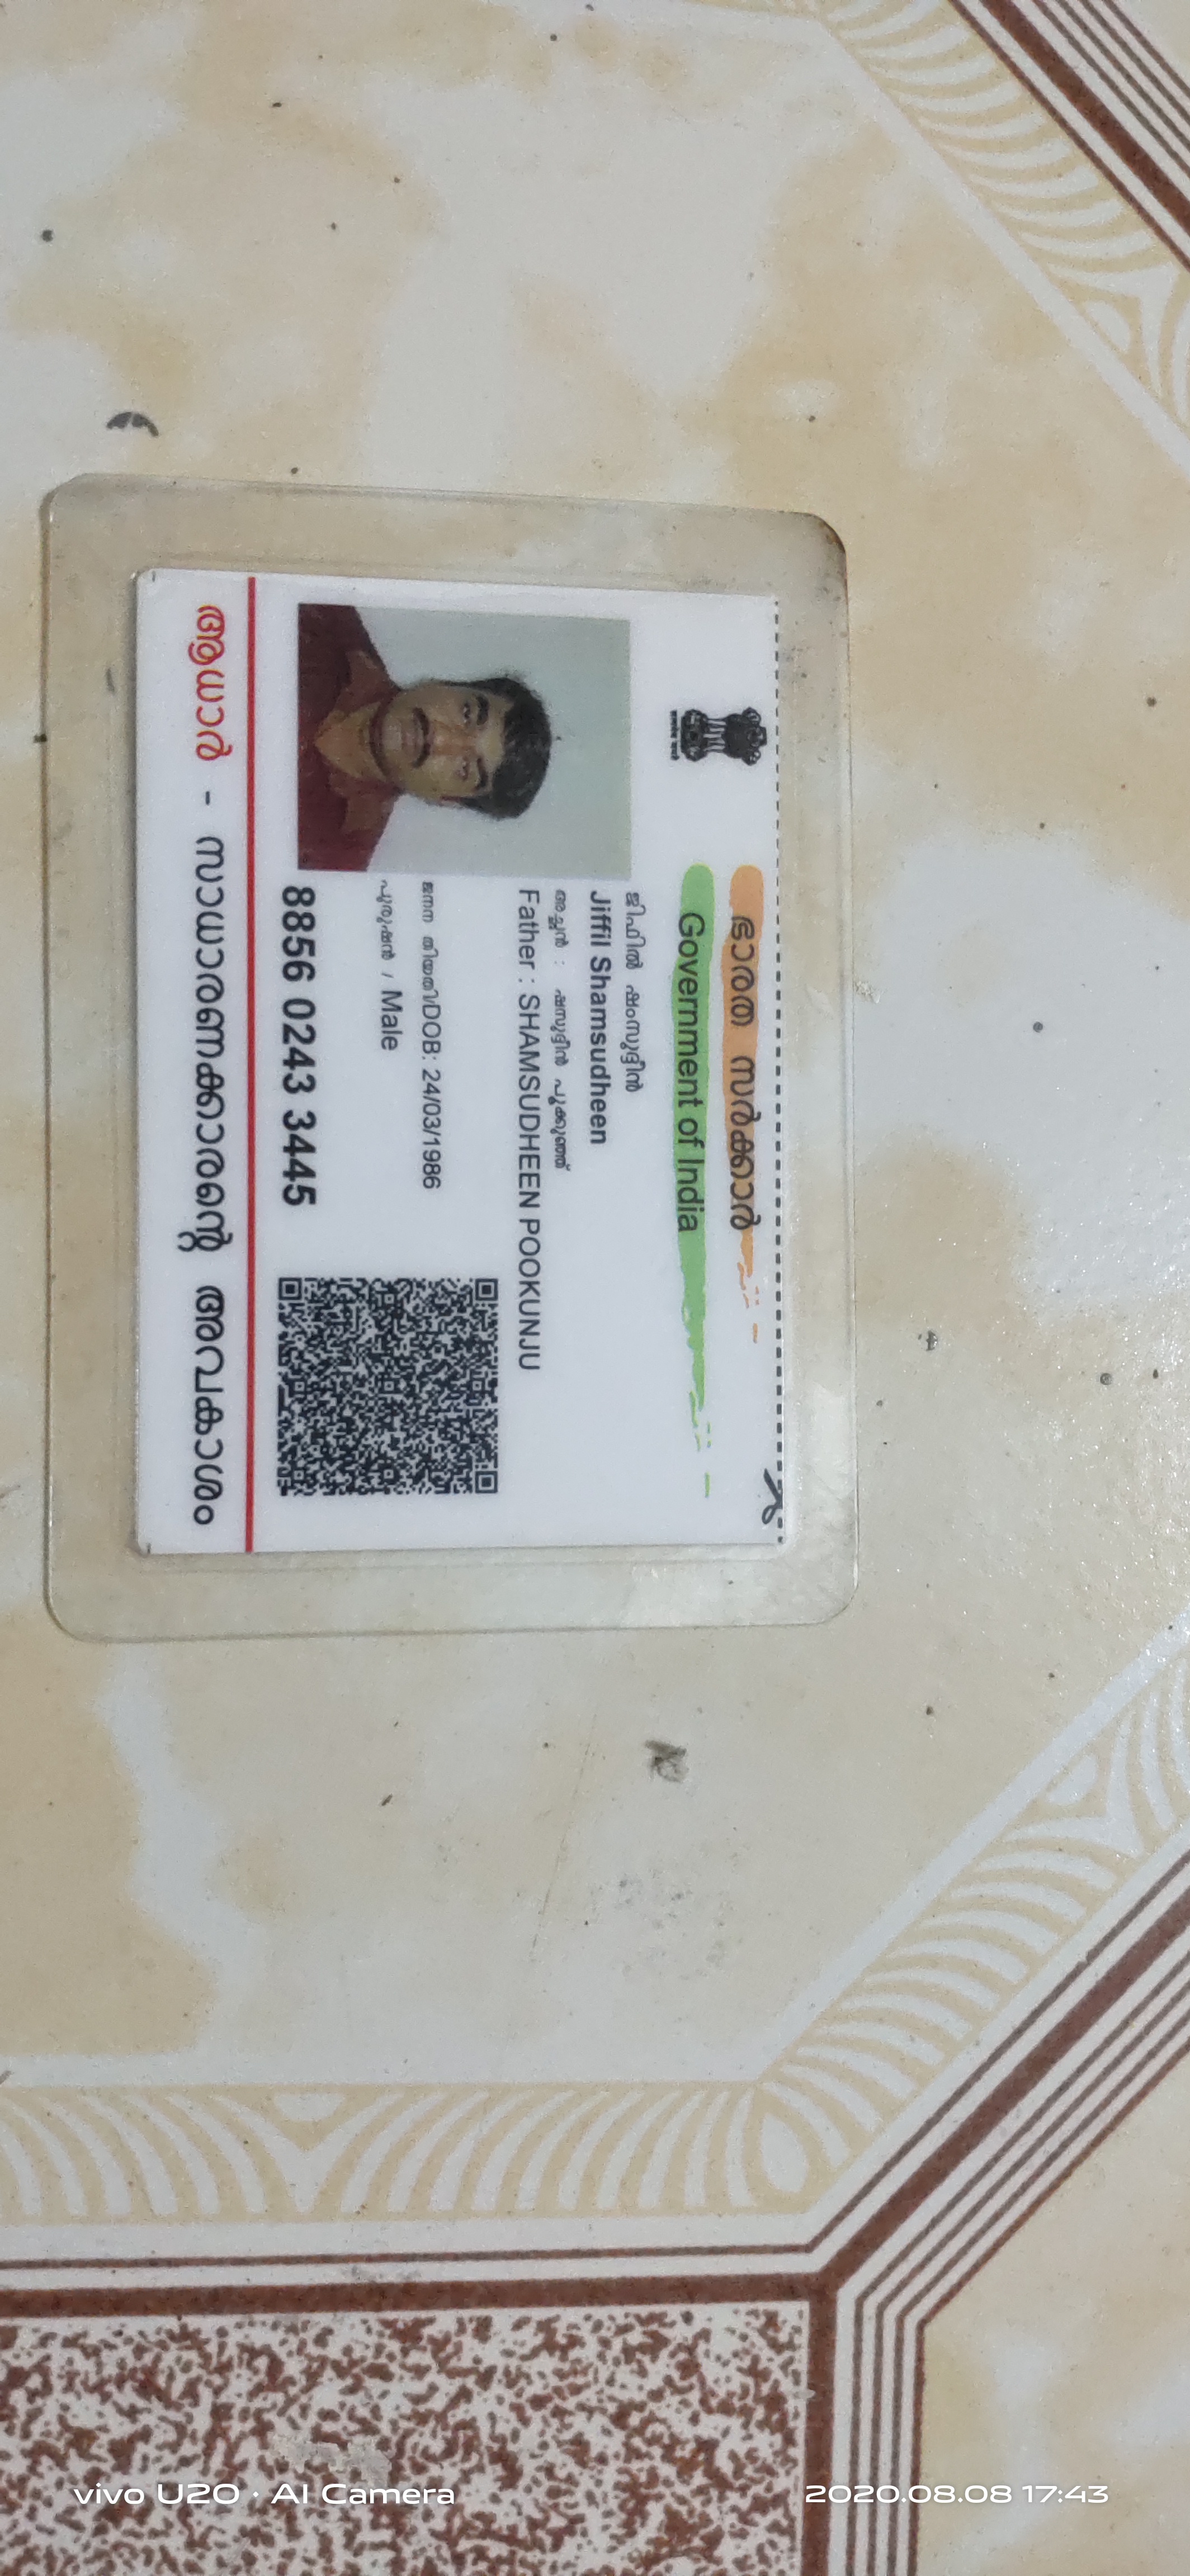 ഭാരത സർക്കാർ
Government of India
ജിഫിൽ ഷംസുദീൻ
Jiffil Shamsudheen
അച്ഛൻ : ഷംസുദീൻ പൂക്കുഞ്ഞ്
Father : SHAMSUDHEEN POOKUNJU
ജനന തിയതി/DOB: 24/03/1986
പുരുഷൻ / Male
8856 0243 3445
ആധാർ - സാധാരണക്കാരന്റെ അവകാശം
vivo U20 · AI Camera
2020.08.08 17:43